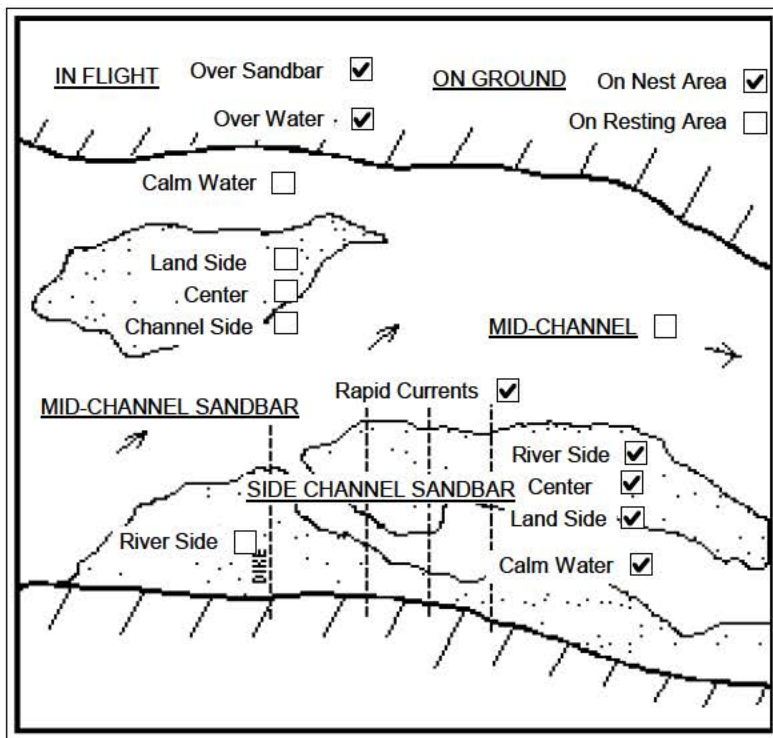 IN FLIGHT Over Sandbar ON GROUND On Nest Area
Over Water On Resting Area
Calm Water
Land Side
Center
Channel Side MID-CHANNEL
Rapid Currents
MID-CHANNEL SANDBAR
River Side
SIDE CHANNEL SANDBAR Center
Land Side
River Side
DIKE
Calm Water